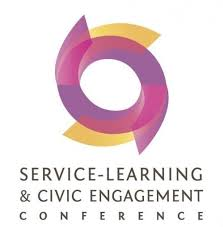 SERVICE-LEARNING
& CIVIC ENGAGEMENT
CONFERENCE